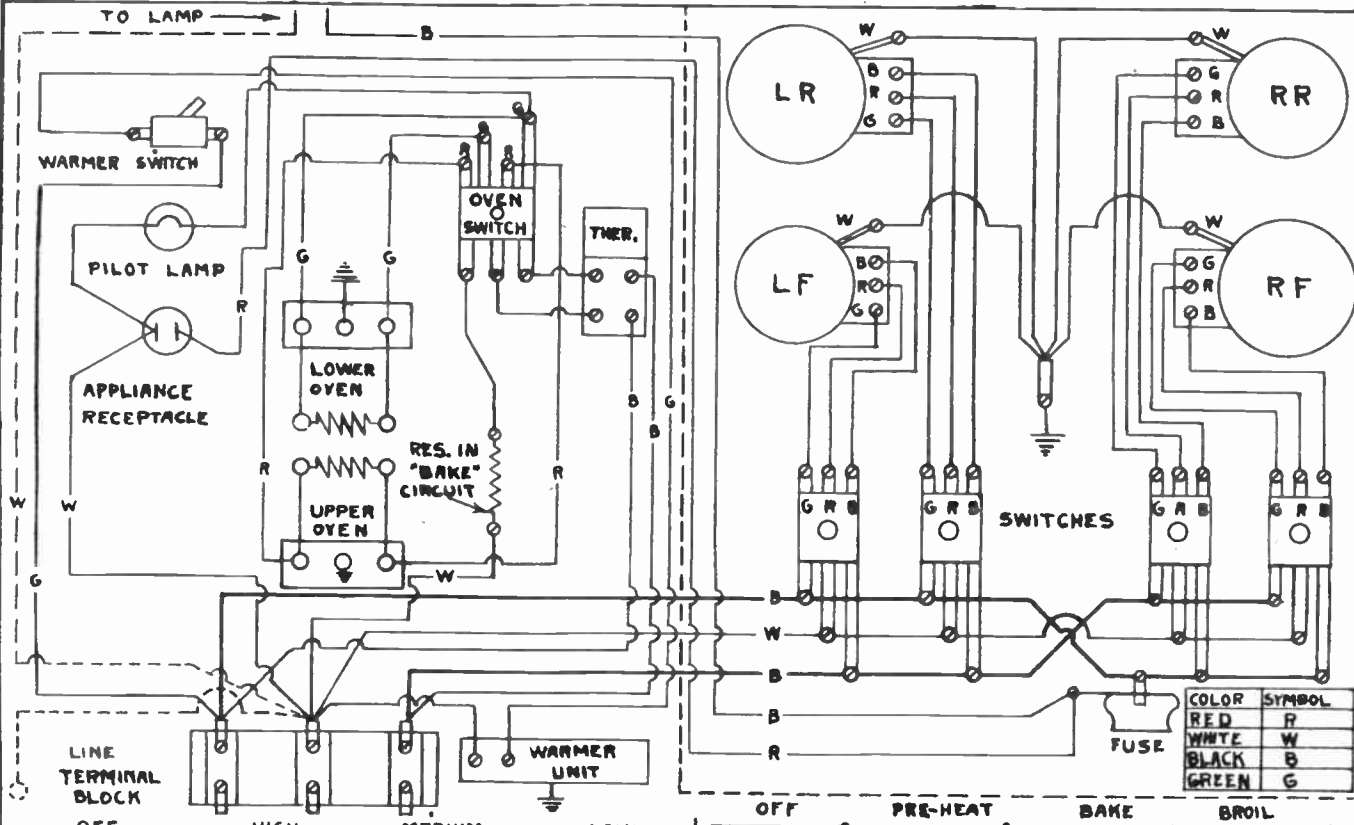 TO LAMP
B
W
W
B
R
G
LR
G
R
B
RR
WARMER SWITCH
G
B
R
R
OVEN
SWITCH
THER.
PILOT LAMP
G
G
W
B
R
G
LF
W
G
R
B
RF
R
APPLIANCE
RECEPTACLE
LOWER
OVEN
B
G
B
W
W
R
RES. IN
"BAKE"
CIRCUIT
R
UPPER
OVEN
G R B
G R B
SWITCHES
G R B
G R B
G
W
B
W
B
B
R
FUSE
COLOR SYMBOL
RED R
WHITE W
BLACK B
GREEN G
LINE
TERMINAL
BLOCK
WARMER
UNIT
OFF PRE-HEAT BAKE BROIL